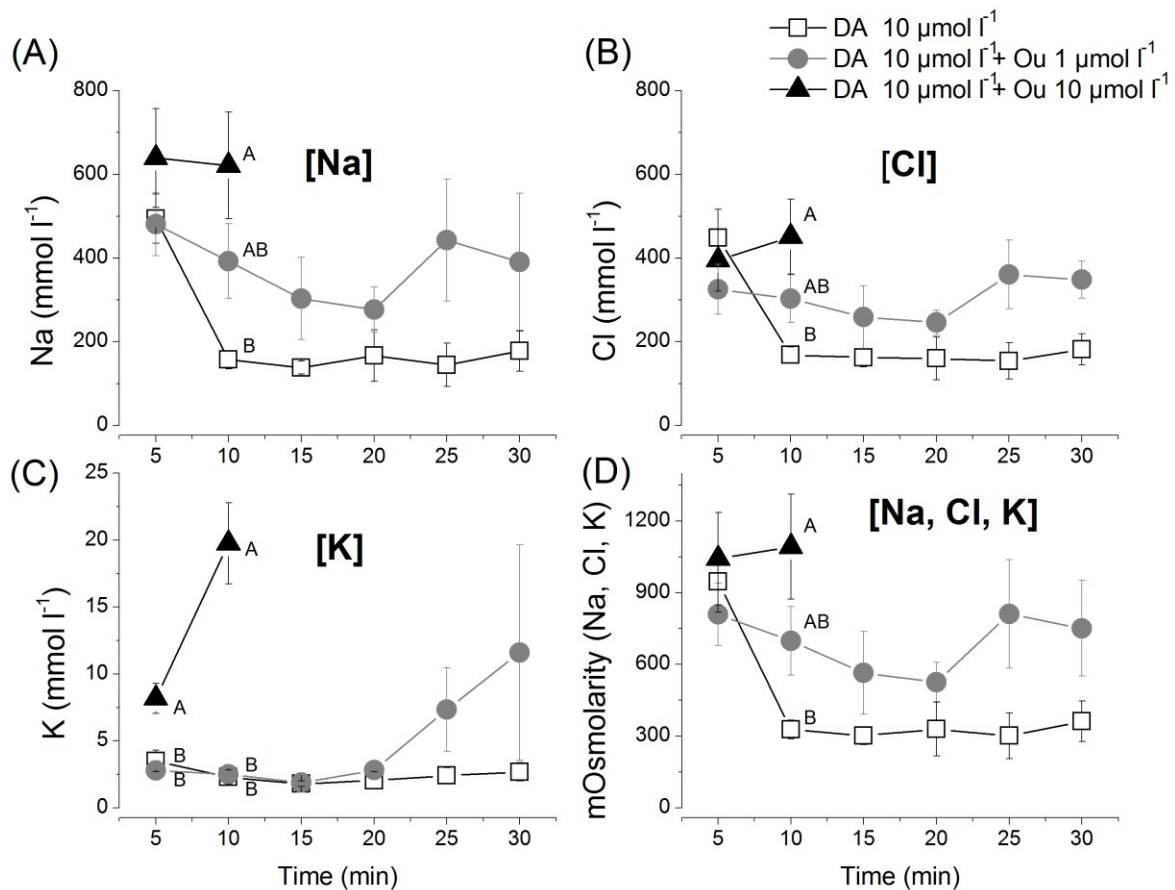 DA 10 µmol l⁻¹
DA 10 µmol l⁻¹+ Ou 1 µmol l⁻¹
DA 10 µmol l⁻¹+ Ou 10 µmol l⁻¹
(A)
[Na]
Na (mmol l⁻¹)
800
600
400
200
0
A
AB
B
5 10 15 20 25 30
(B)
[Cl]
Cl (mmol l⁻¹)
800
600
400
200
0
A
AB
B
5 10 15 20 25 30
(C)
[K]
K (mmol l⁻¹)
25
20
15
10
5
0
A
A
B
B
B
B
5 10 15 20 25 30
Time (min)
(D)
[Na, Cl, K]
mOsmolarity (Na, Cl, K)
1200
900
600
300
0
A
AB
B
5 10 15 20 25 30
Time (min)